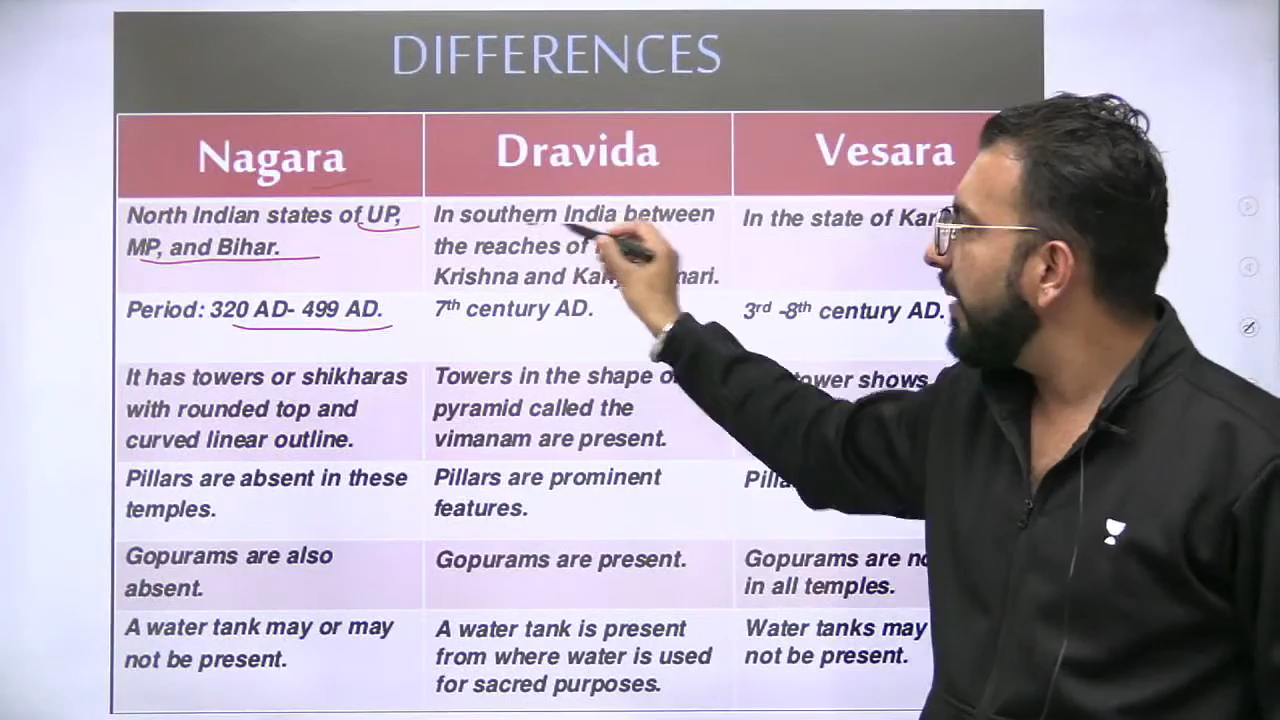 DIFFERENCES
Nagara
Dravida
Vesara
North Indian states of UP,
MP, and Bihar.
In southern India between
the reaches of
Krishna and
In the state of
Period: 320 AD- 499 AD.
7th century AD.
3rd -8th century AD.
It has towers or shikharas
with rounded top and
curved linear outline.
Towers in the shape
pyramid called the
vimanam are present.
tower shows
Pillars are absent in these
temples.
Pillars are prominent
features.
Gopurams are also
absent.
Gopurams are present.
Gopurams are
in all temples.
A water tank may or may
not be present.
A water tank is present
from where water is used
for sacred purposes.
Water tanks may
not be present.